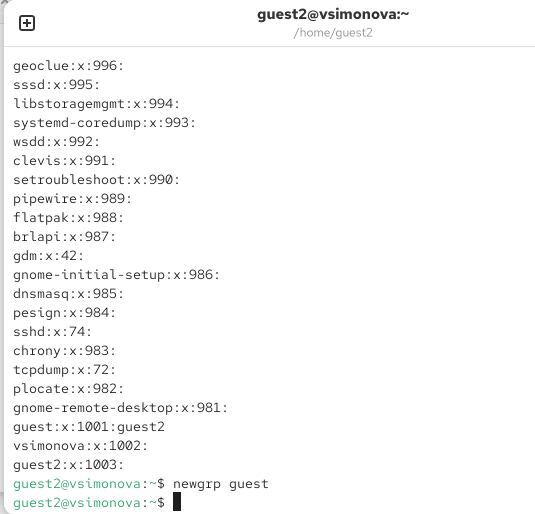 guest2@vsimonova:~
/home/guest2
geoclue:x:996:
sssd:x:995:
libstoragemgmt:x:994:
systemd-coredump:x:993:
wsdd:x:992:
clevis:x:991:
setroubleshoot:x:990:
pipewire:x:989:
flatpak:x:988:
brlapi:x:987:
gdm:x:42:
gnome-initial-setup:x:986:
dnsmasq:x:985:
pesign:x:984:
sshd:x:74:
chrony:x:983:
tcpdump:x:72:
plocate:x:982:
gnome-remote-desktop:x:981:
guest:x:1001:guest2
vsimonova:x:1002:
guest2:x:1003:
guest2@vsimonova:~$ newgrp guest
guest2@vsimonova:~$